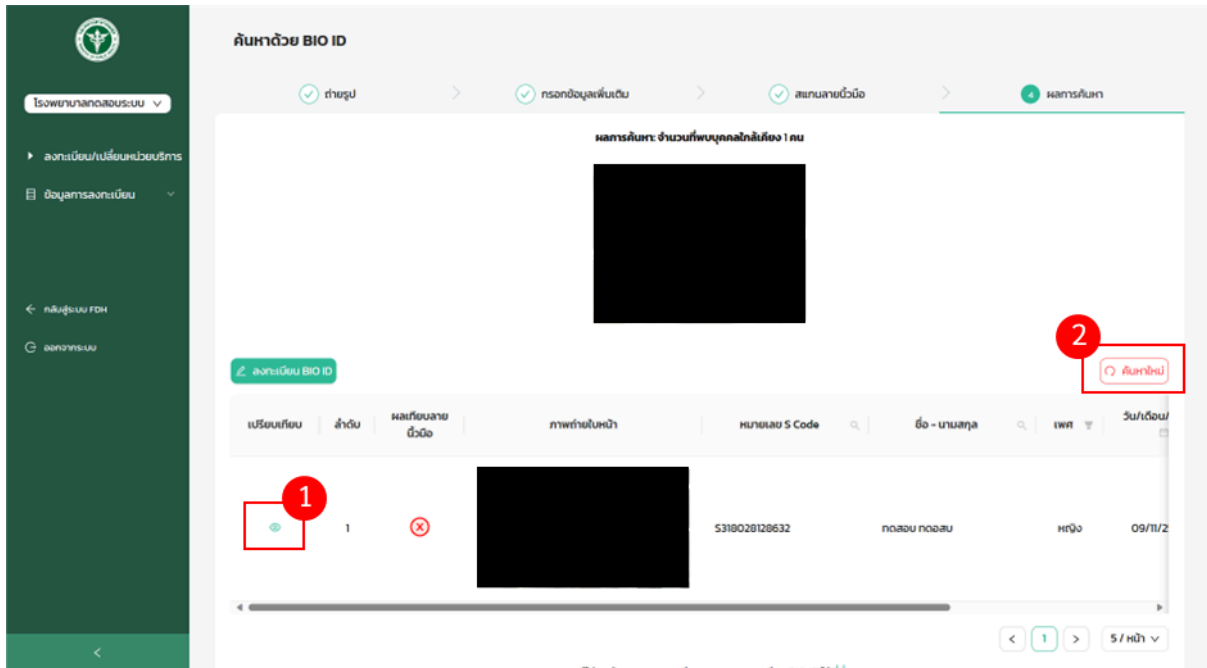 ค้นหาด้วย BIO ID
โรงพยาบาลทดสอบระบบ
ถ่ายรูป
กรอกข้อมูลเพิ่มเติม
สแกนลายนิ้วมือ
4 ผลการค้นหา
ลงทะเบียน/เปลี่ยนหน่วยบริการ
ข้อมูลการลงทะเบียน
กลับสู่ระบบ FDH
ออกจากระบบ
ผลการค้นหา: จำนวนที่พบบุคคลใกล้เคียง 1 คน
2
ลงทะเบียน BIO ID
ค้นหาใหม่
เปรียบเทียบ
ลำดับ
ผลเทียบลาย
นิ้วมือ
ภาพถ่ายใบหน้า
หมายเลข S Code
ชื่อ - นามสกุล
เพศ
วัน/เดือน/
1
1
S318028128632
ทดสอบ ทดอสบ
หญิง
09/11/2
< 1 >
5 / หน้า